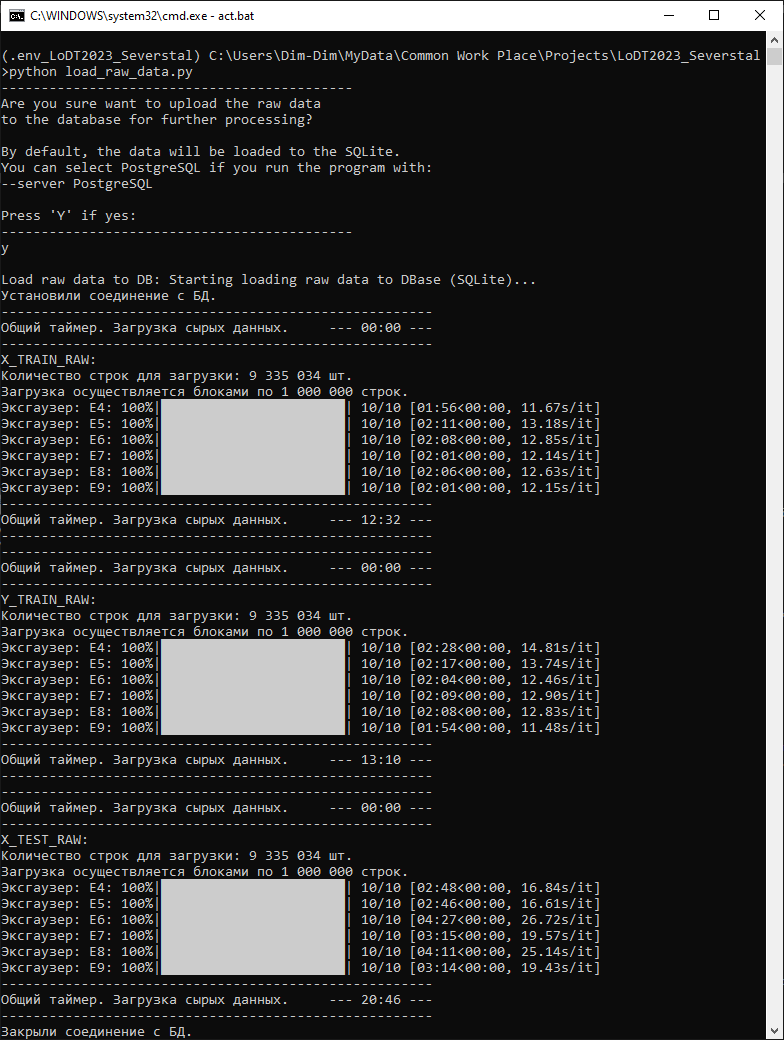 C:\WINDOWS\system32\cmd.exe - act.bat
(.env_LoDT2023_Severstal) C:\Users\Dim-Dim\MyData\Common Work Place\Projects\LoDT2023_Severstal
>python load_raw_data.py
--------------------------------------------
Are you sure want to upload the raw data
to the database for further processing?
By default, the data will be loaded to the SQLite.
You can select PostgreSQL if you run the program with:
--server PostgreSQL
Press 'Y' if yes:
--------------------------------------------
y
Load raw data to DB: Starting loading raw data to DBase (SQLite)...
Установили соединение с БД.
------------------------------------------------------
Общий таймер. Загрузка сырых данных.     --- 00:00 ---
------------------------------------------------------
X_TRAIN_RAW:
Количество строк для загрузки: 9 335 034 шт.
Загрузка осуществляется блоками по 1 000 000 строк.
Эксгаузер: E4: 100%|| 10/10 [01:56<00:00, 11.67s/it]
Эксгаузер: E5: 100%|| 10/10 [02:11<00:00, 13.18s/it]
Эксгаузер: E6: 100%|| 10/10 [02:08<00:00, 12.85s/it]
Эксгаузер: E7: 100%|| 10/10 [02:01<00:00, 12.14s/it]
Эксгаузер: E8: 100%|| 10/10 [02:06<00:00, 12.63s/it]
Эксгаузер: E9: 100%|| 10/10 [02:01<00:00, 12.15s/it]
------------------------------------------------------
Общий таймер. Загрузка сырых данных.     --- 12:32 ---
------------------------------------------------------
------------------------------------------------------
Общий таймер. Загрузка сырых данных.     --- 00:00 ---
------------------------------------------------------
Y_TRAIN_RAW:
Количество строк для загрузки: 9 335 034 шт.
Загрузка осуществляется блоками по 1 000 000 строк.
Эксгаузер: E4: 100%|| 10/10 [02:28<00:00, 14.81s/it]
Эксгаузер: E5: 100%|| 10/10 [02:17<00:00, 13.74s/it]
Эксгаузер: E6: 100%|| 10/10 [02:04<00:00, 12.46s/it]
Эксгаузер: E7: 100%|| 10/10 [02:09<00:00, 12.90s/it]
Эксгаузер: E8: 100%|| 10/10 [02:08<00:00, 12.83s/it]
Эксгаузер: E9: 100%|| 10/10 [01:54<00:00, 11.48s/it]
------------------------------------------------------
Общий таймер. Загрузка сырых данных.     --- 13:10 ---
------------------------------------------------------
------------------------------------------------------
Общий таймер. Загрузка сырых данных.     --- 00:00 ---
------------------------------------------------------
X_TEST_RAW:
Количество строк для загрузки: 9 335 034 шт.
Загрузка осуществляется блоками по 1 000 000 строк.
Эксгаузер: E4: 100%|| 10/10 [02:48<00:00, 16.84s/it]
Эксгаузер: E5: 100%|| 10/10 [02:46<00:00, 16.61s/it]
Эксгаузер: E6: 100%|| 10/10 [04:27<00:00, 26.72s/it]
Эксгаузер: E7: 100%|| 10/10 [03:15<00:00, 19.57s/it]
Эксгаузер: E8: 100%|| 10/10 [04:11<00:00, 25.14s/it]
Эксгаузер: E9: 100%|| 10/10 [03:14<00:00, 19.43s/it]
------------------------------------------------------
Общий таймер. Загрузка сырых данных.     --- 20:46 ---
------------------------------------------------------
Закрыли соединение с БД.